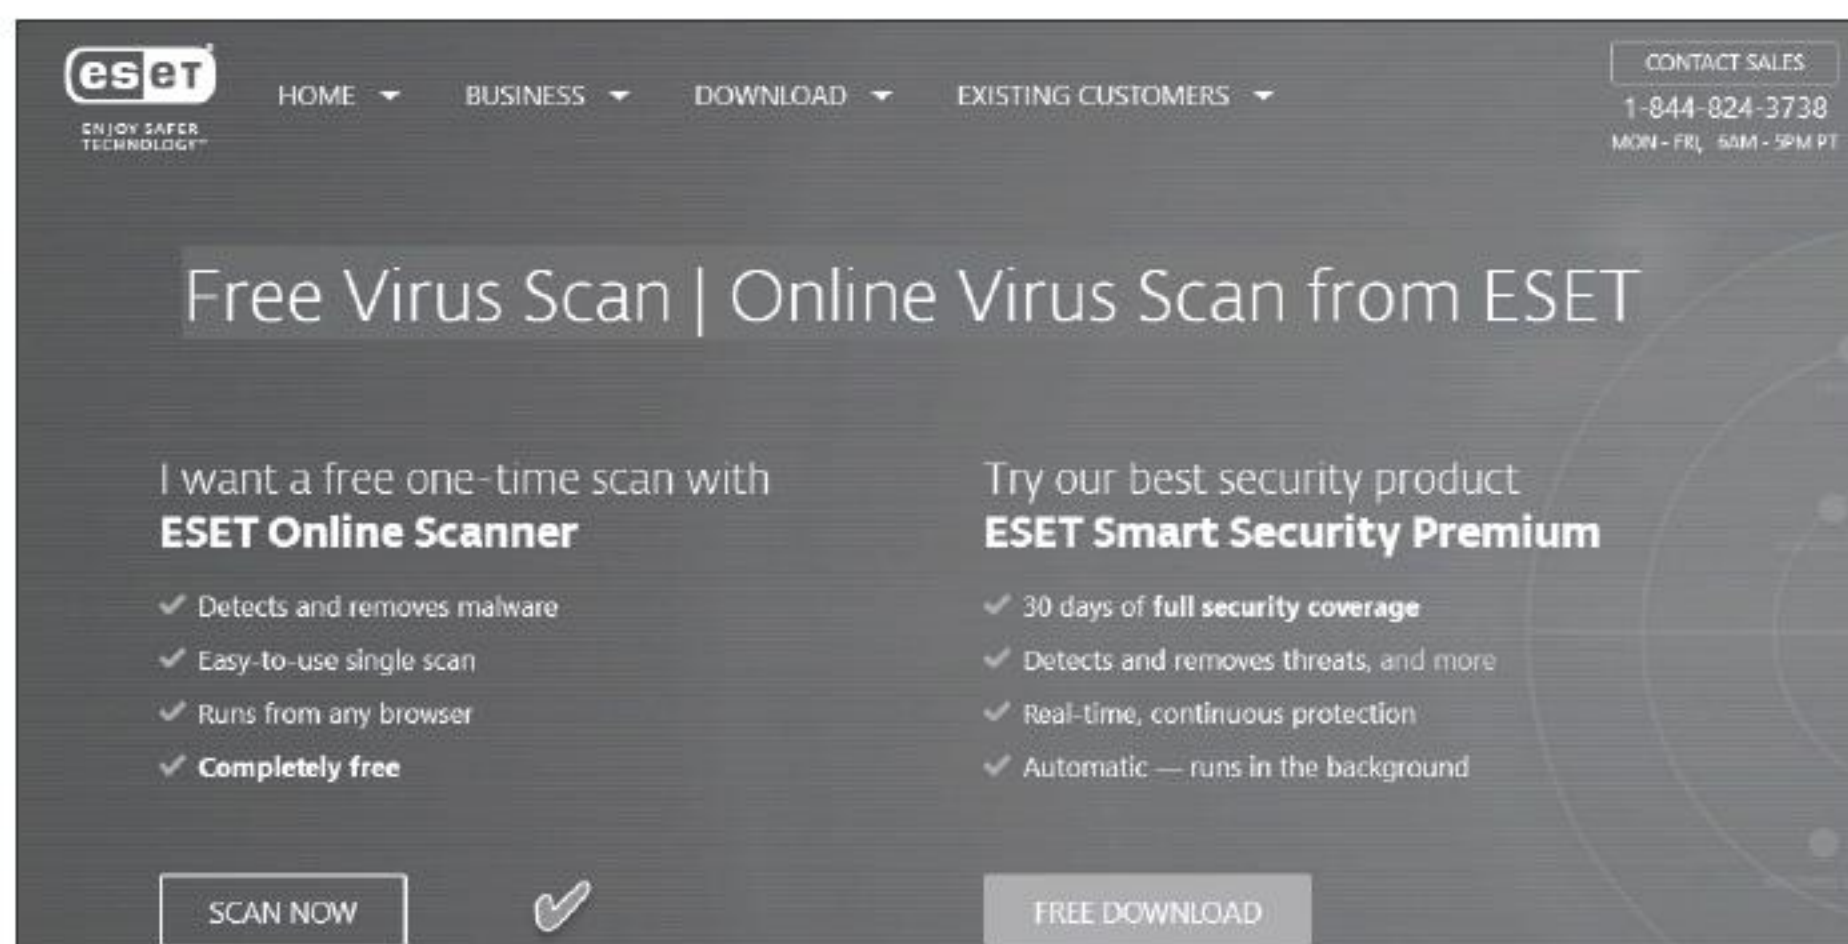 eset
ENJOY SAFER
TECHNOLOGY™
HOME
BUSINESS
DOWNLOAD
EXISTING CUSTOMERS
CONTACT SALES
1-844-824-3738
MON - FRI, 6AM - 5PM PT
Free Virus Scan | Online Virus Scan from ESET
I want a free one-time scan with
ESET Online Scanner
Detects and removes malware
Easy-to-use single scan
Runs from any browser
Completely free
SCAN NOW
Try our best security product
ESET Smart Security Premium
30 days of full security coverage
Detects and removes threats, and more
Real-time, continuous protection
Automatic — runs in the background
FREE DOWNLOAD